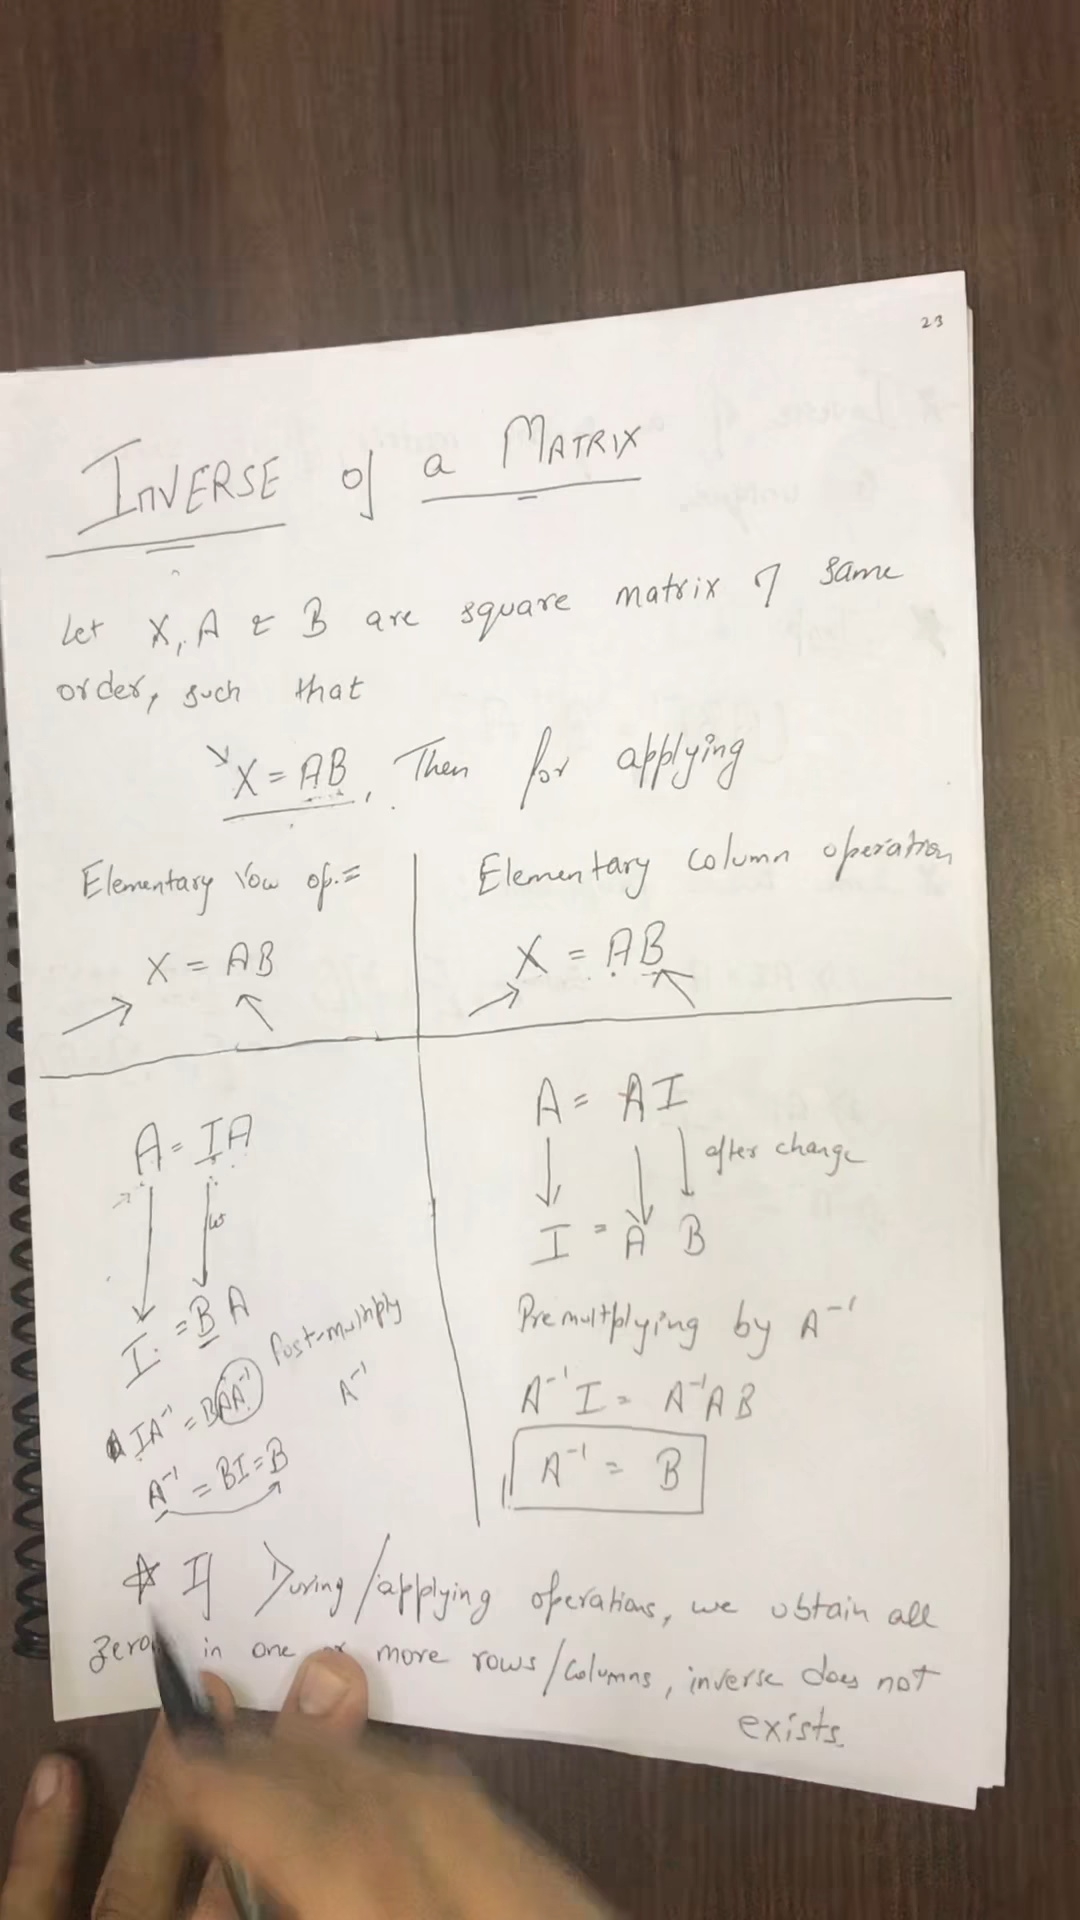 23
INVERSE of a MATRIX
Let X, A & B are square matrix of same
order, such that
X = AB, Then for applying
Elementary row op.=
X = AB
A = IA
I = BA
Post-multiply
A⁻¹
IA⁻¹ = BAA⁻¹
A⁻¹ = BI = B
Elementary column operation
X = AB
A = AI
after change
I = A B
Premultplying by A⁻¹
A⁻¹I = A⁻¹AB
A⁻¹ = B
☆ If During/applying operations, we obtain all
zeros in one or more rows/columns, inverse does not
exists.